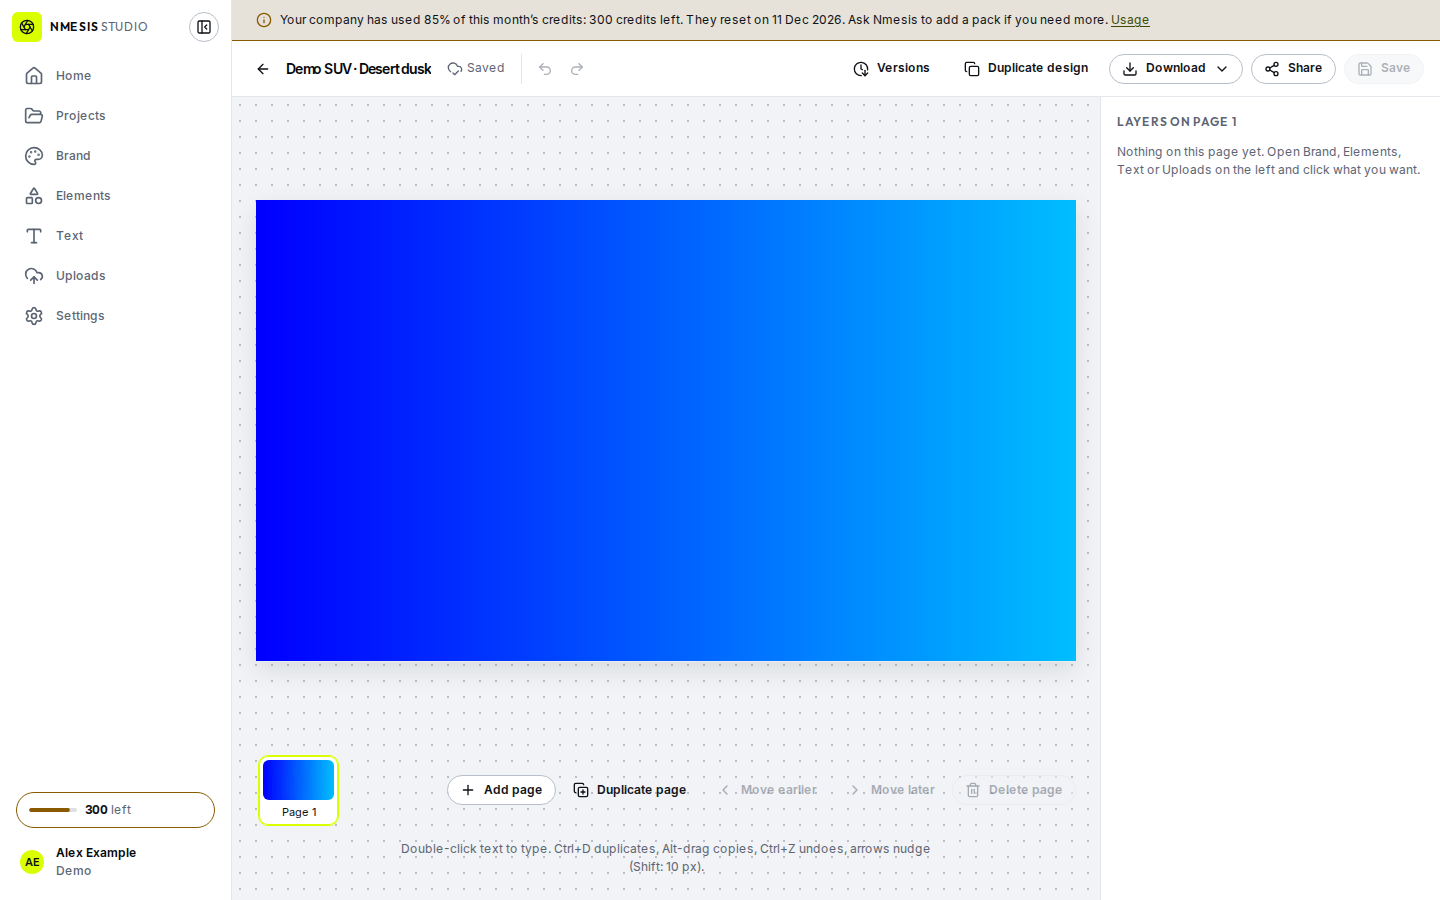 NMESIS STUDIO
Your company has used 85% of this month's credits: 300 credits left. They reset on 11 Dec 2026. Ask Nmesis to add a pack if you need more. Usage
Demo SUV · Desert dusk
Saved
Versions
Duplicate design
Download
Share
Save
Home
Projects
Brand
Elements
Text
Uploads
Settings
LAYERS ON PAGE 1
Nothing on this page yet. Open Brand, Elements,
Text or Uploads on the left and click what you want.
Page 1
Add page
Duplicate page
Move earlier
Move later
Delete page
Double-click text to type. Ctrl+D duplicates, Alt-drag copies, Ctrl+Z undoes, arrows nudge
(Shift: 10 px).
300 left
AE
Alex Example
Demo